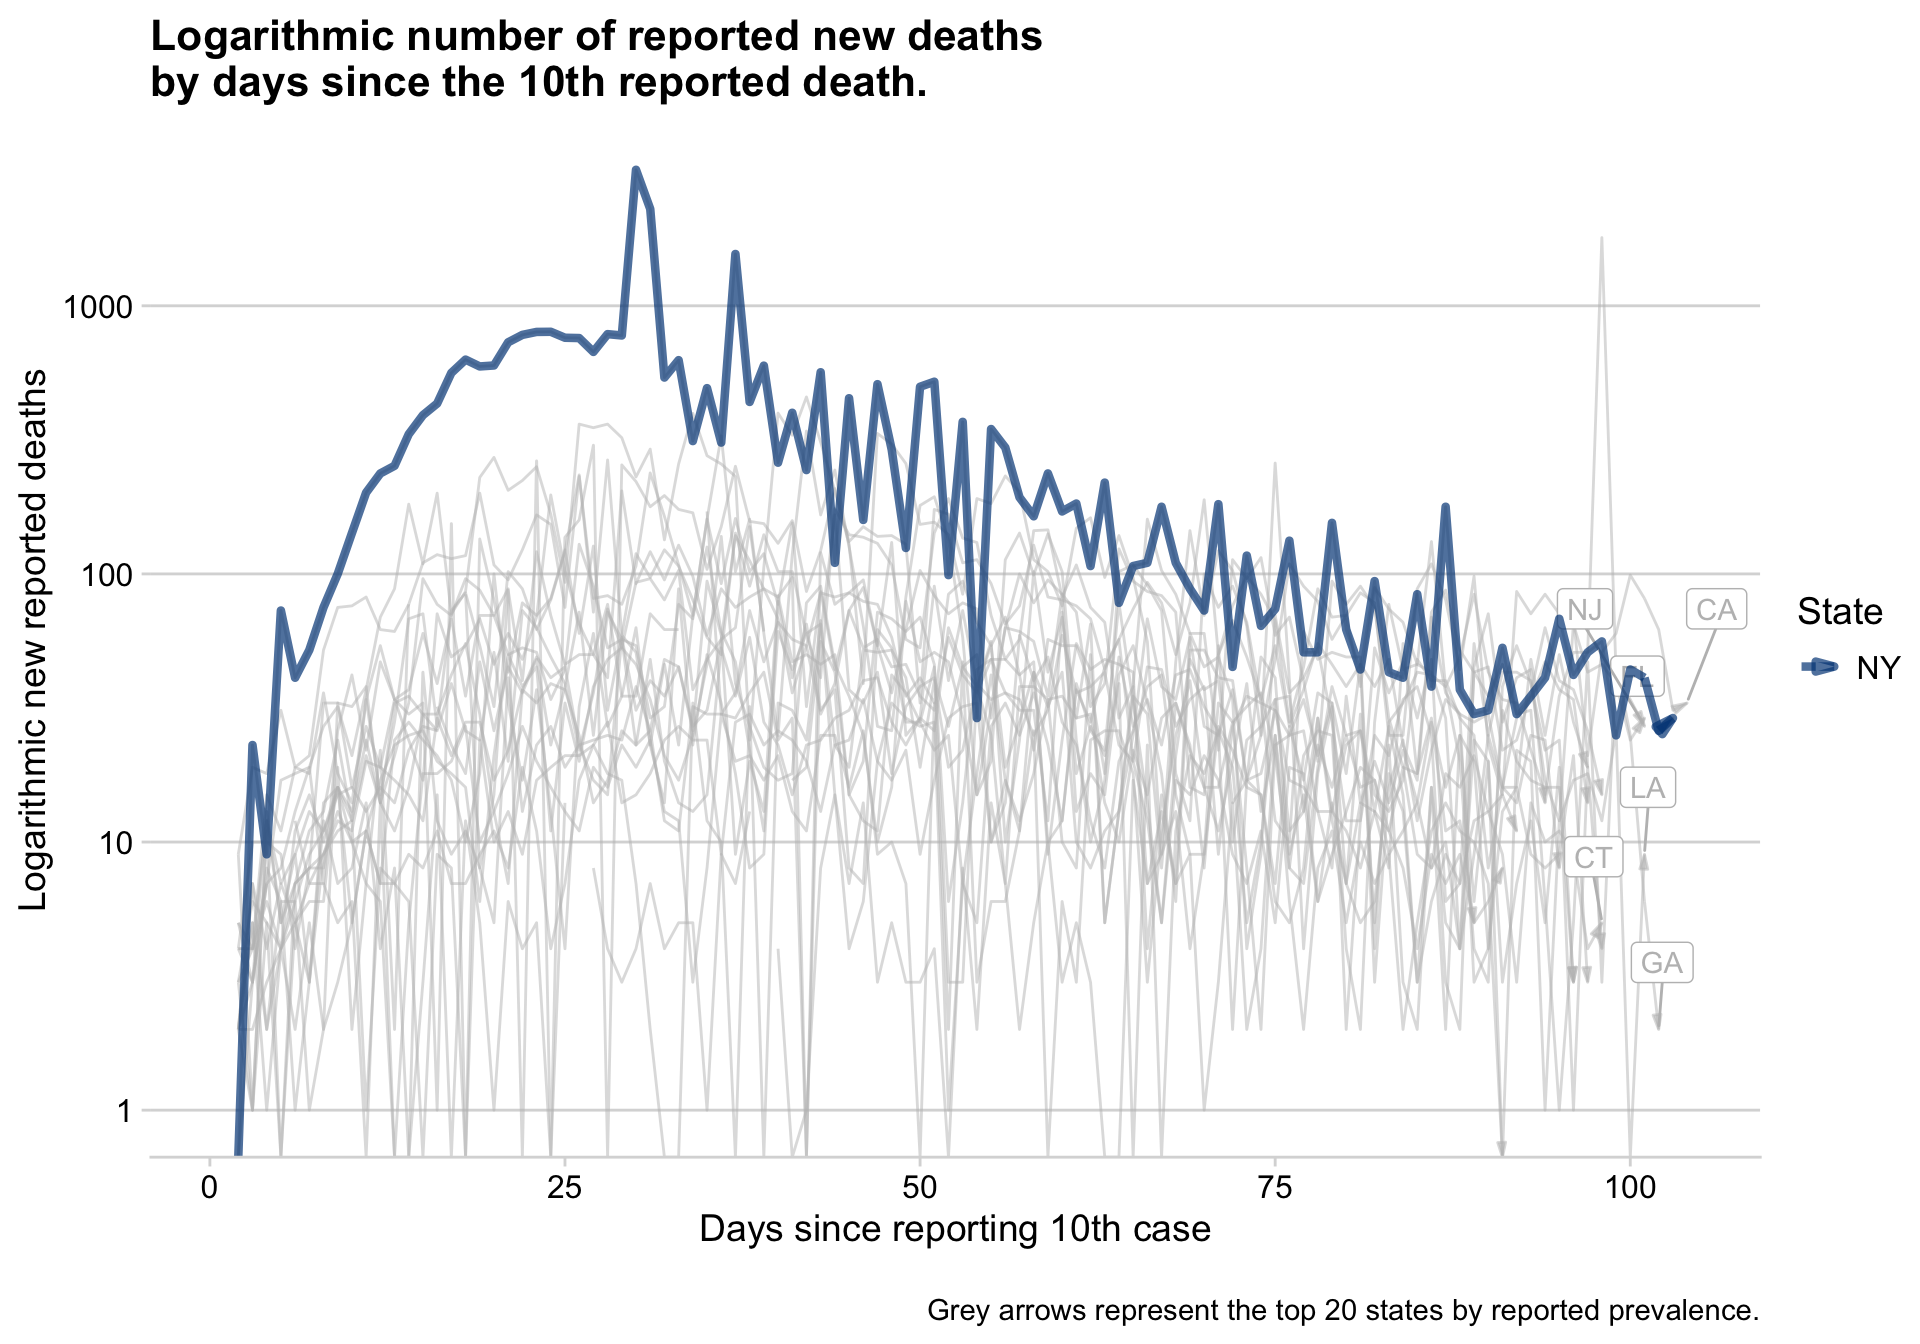 Logarithmic number of reported new deaths
by days since the 10th reported death.
Logarithmic new reported deaths
1000
100
10
1
NJ
CA
FL
LA
CT
GA
State
NY
0
25
50
75
100
Days since reporting 10th case
Grey arrows represent the top 20 states by reported prevalence.